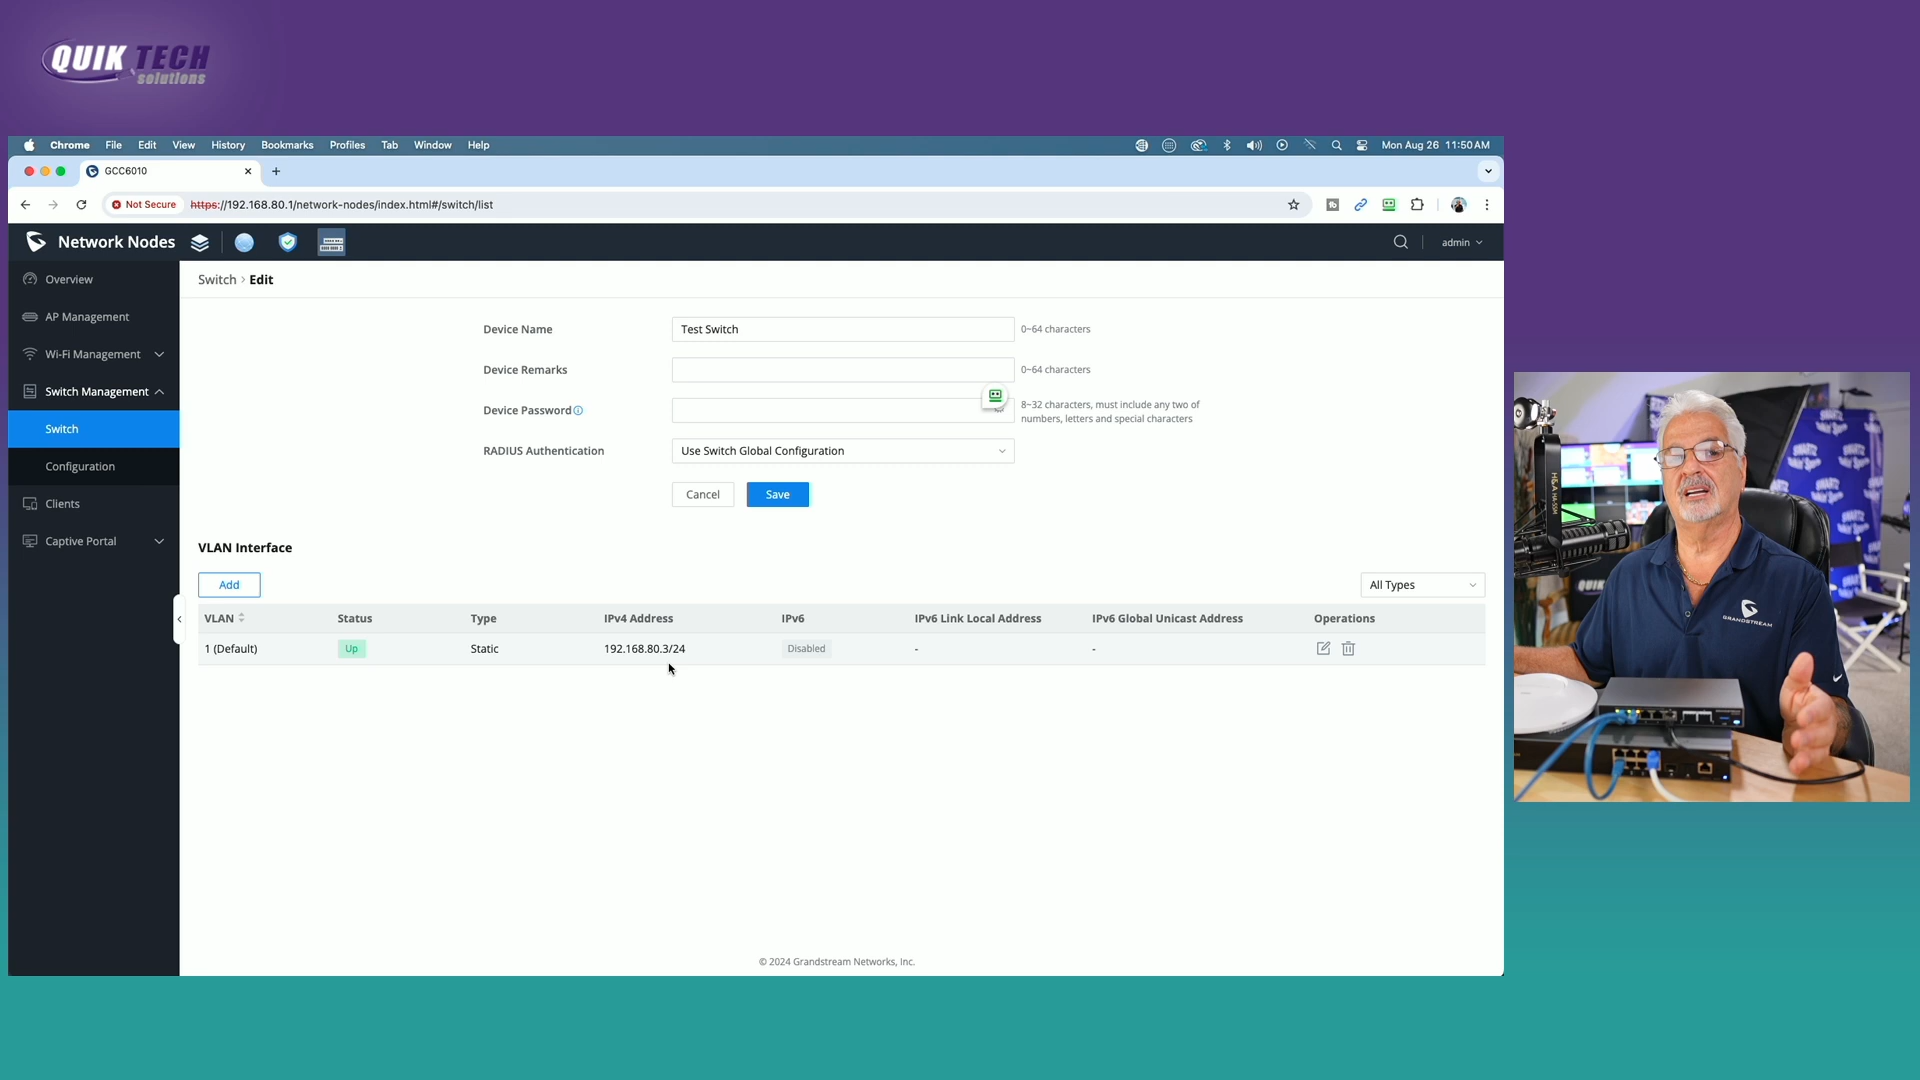 QUIK TECH
solutions
Chrome File Edit View History Bookmarks Profiles Tab Window Help
Mon Aug 26 11:50 AM
GCC6010
Not Secure https://192.168.80.1/network-nodes/index.html#/switch/list
Network Nodes
admin
Overview
AP Management
Wi-Fi Management
Switch Management
Switch
Configuration
Clients
Captive Portal
Switch > Edit
Device Name Test Switch 0~64 characters
Device Remarks 0~64 characters
Device Password 8~32 characters, must include any two of
numbers, letters and special characters
RADIUS Authentication Use Switch Global Configuration
Cancel Save
VLAN Interface
Add All Types
VLAN Status Type IPv4 Address IPv6 IPv6 Link Local Address IPv6 Global Unicast Address Operations
1 (Default) Up Static 192.168.80.3/24 Disabled - -
© 2024 Grandstream Networks, Inc.
GRANDSTREAM